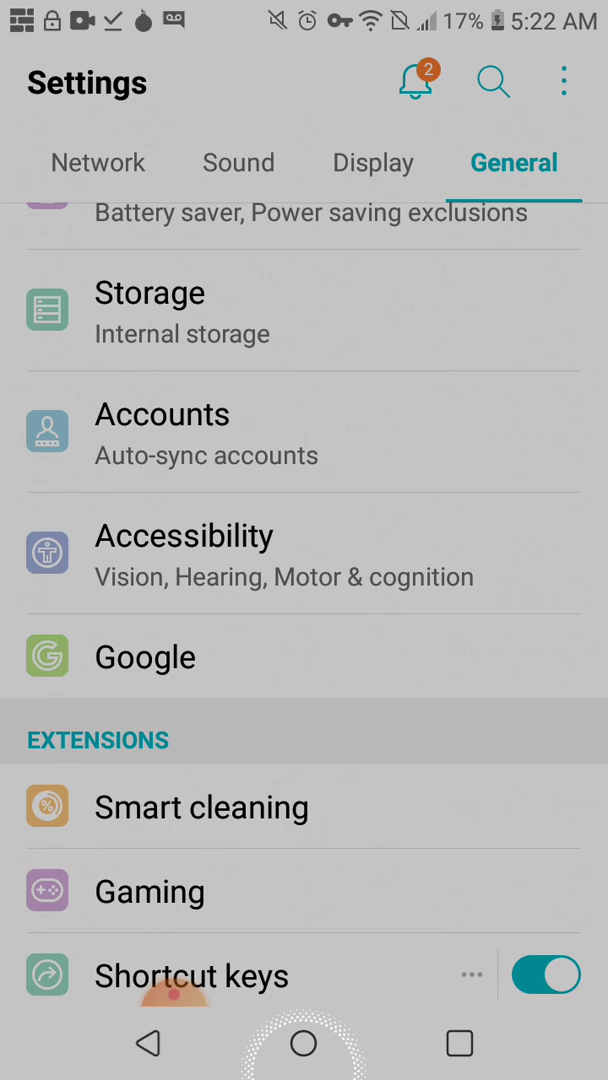 17% 5:22 AM
Settings
2
Network Sound Display General
Battery saver, Power saving exclusions
Storage
Internal storage
Accounts
Auto-sync accounts
Accessibility
Vision, Hearing, Motor & cognition
Google
EXTENSIONS
Smart cleaning
Gaming
Shortcut keys